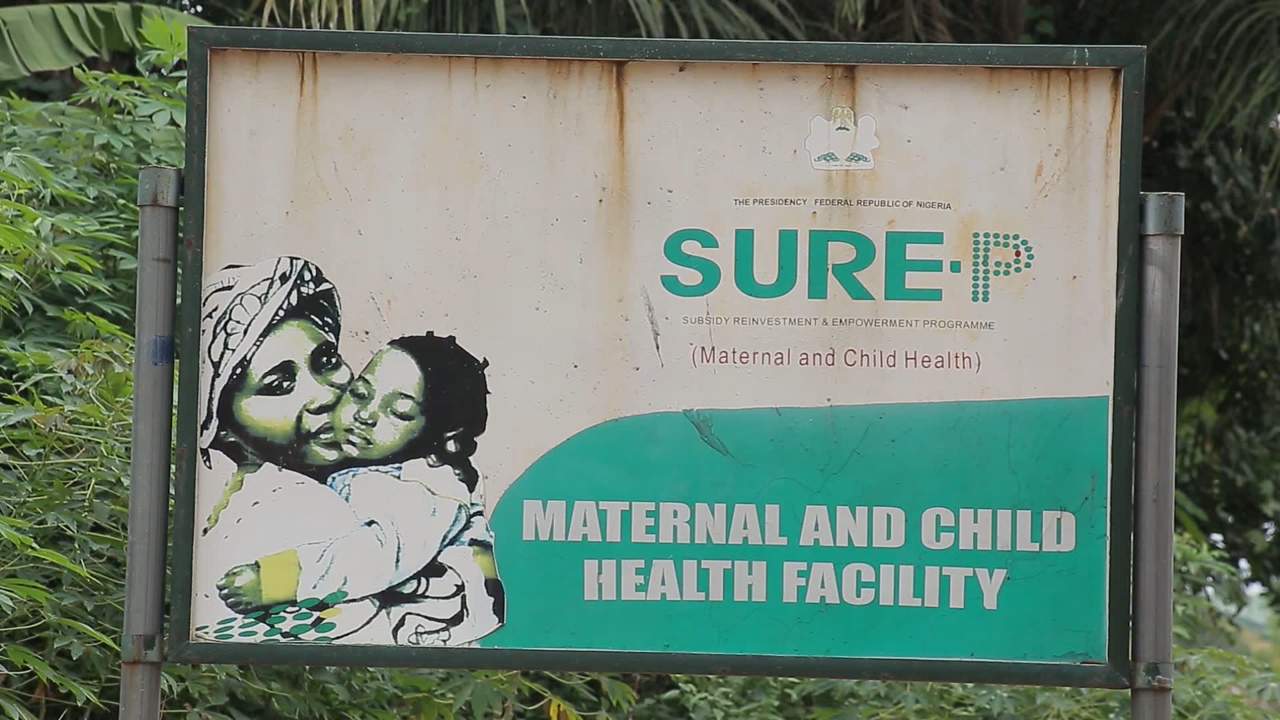 THE PRESIDENCY FEDERAL REPUBLIC OF NIGERIA
SURE-P
SUBSIDY REINVESTMENT & EMPOWERMENT PROGRAMME
(Maternal and Child Health)
MATERNAL AND CHILD
HEALTH FACILITY